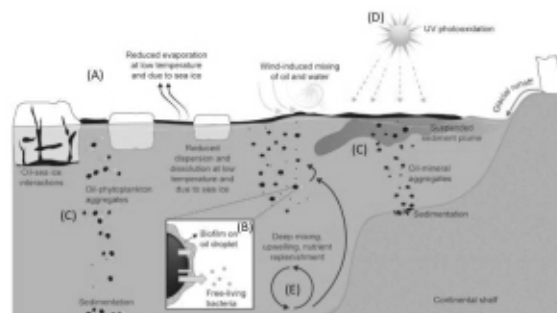 (D)
UV photooxidation
(A)
Reduced evaporation
at low temperature
and due to sea ice
Wind-induced mixing
of oil and water
Glacial runoff
Suspended
sediment plume
Oil-sea ice
interactions
Reduced
dispersion and
dissolution at low
temperature and
due to sea ice
(C)
Oil-mineral
aggregates
Oil-phytoplankton
aggregates
(C)
Sedimentation
(B)
Biofilm on
oil droplet
Deep mixing,
upwelling, nutrient
replenishment
(E)
Free-living
bacteria
Sedimentation
Continental shelf